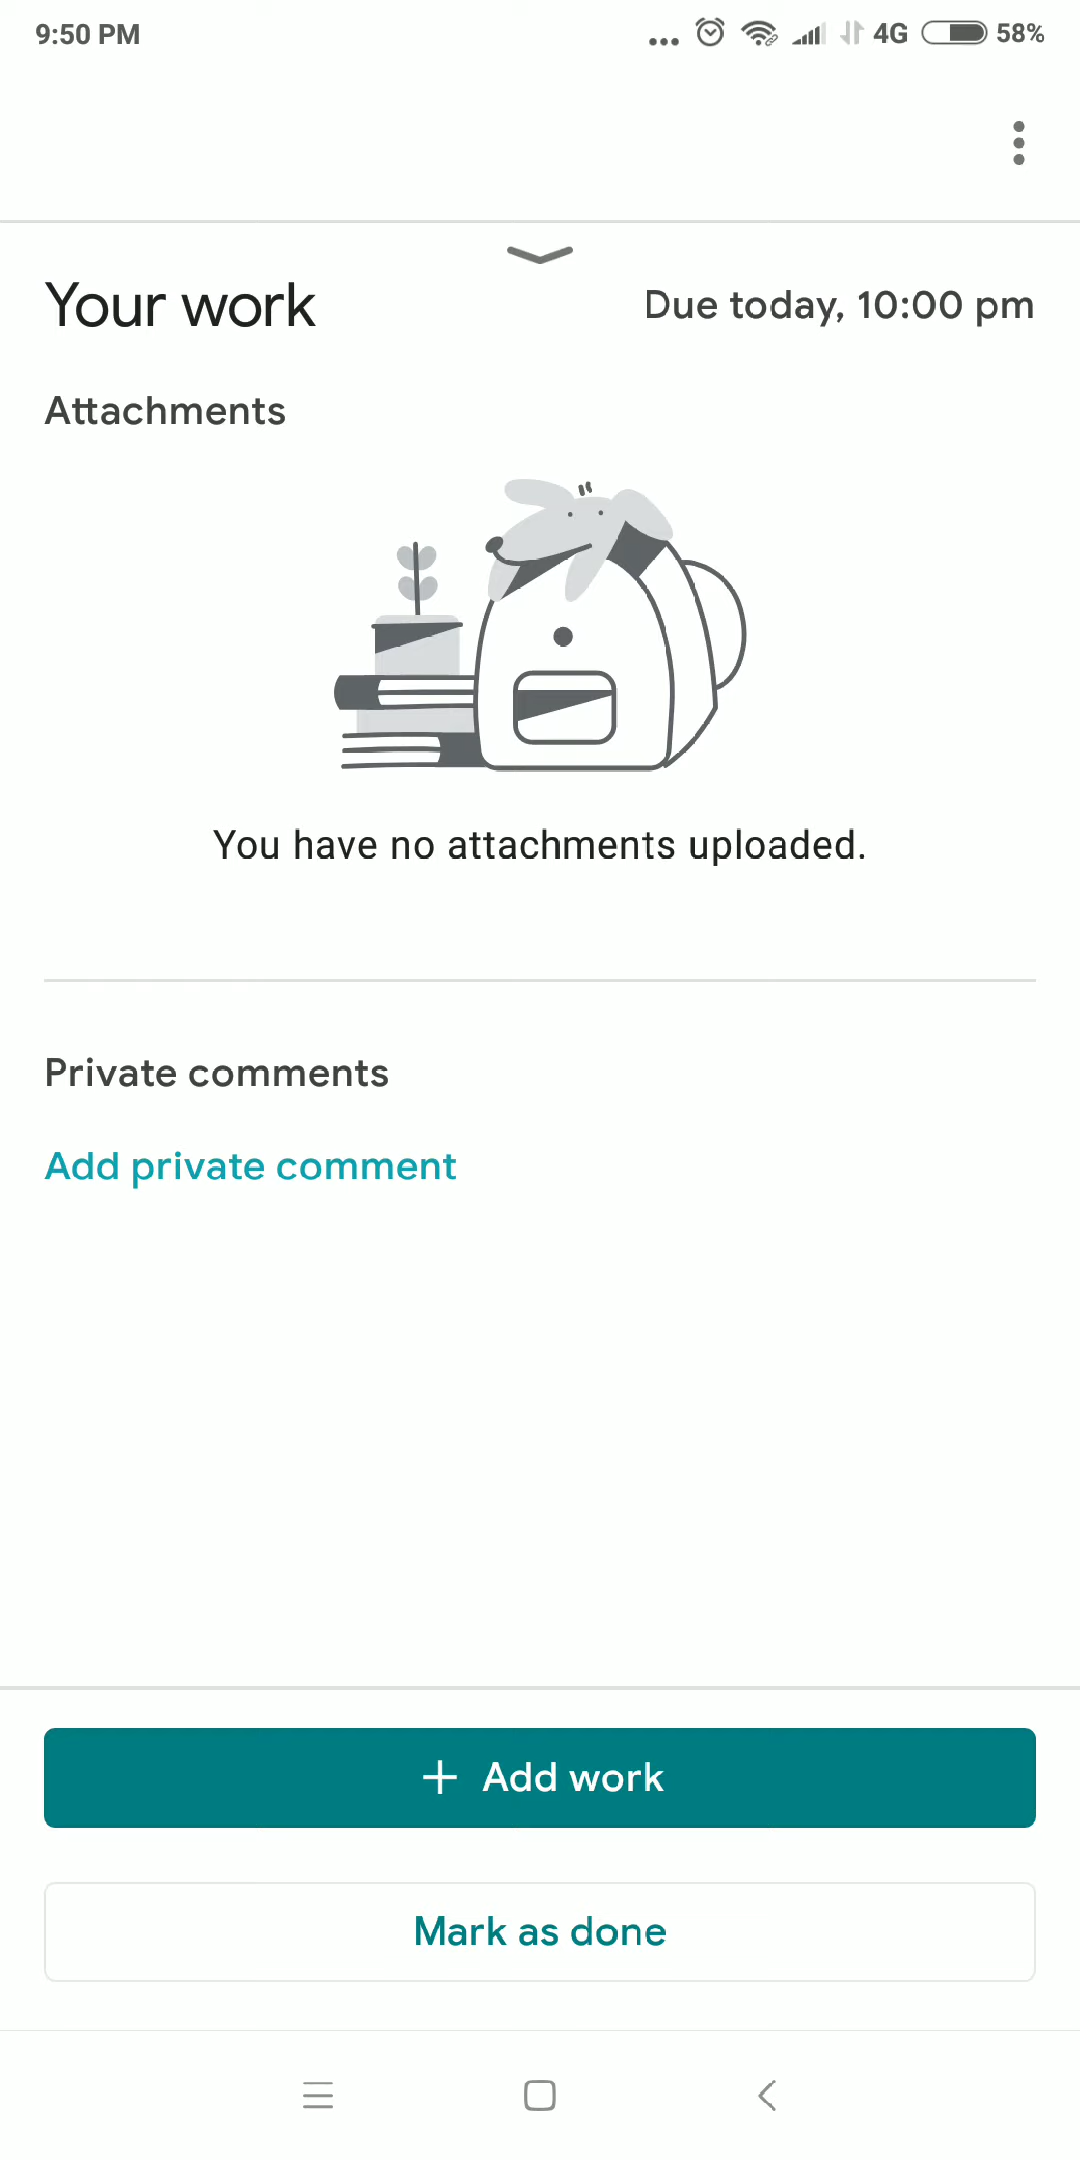 9:50 PM
4G 58%
Your work
Due today, 10:00 pm
Attachments
You have no attachments uploaded.
Private comments
Add private comment
+ Add work
Mark as done